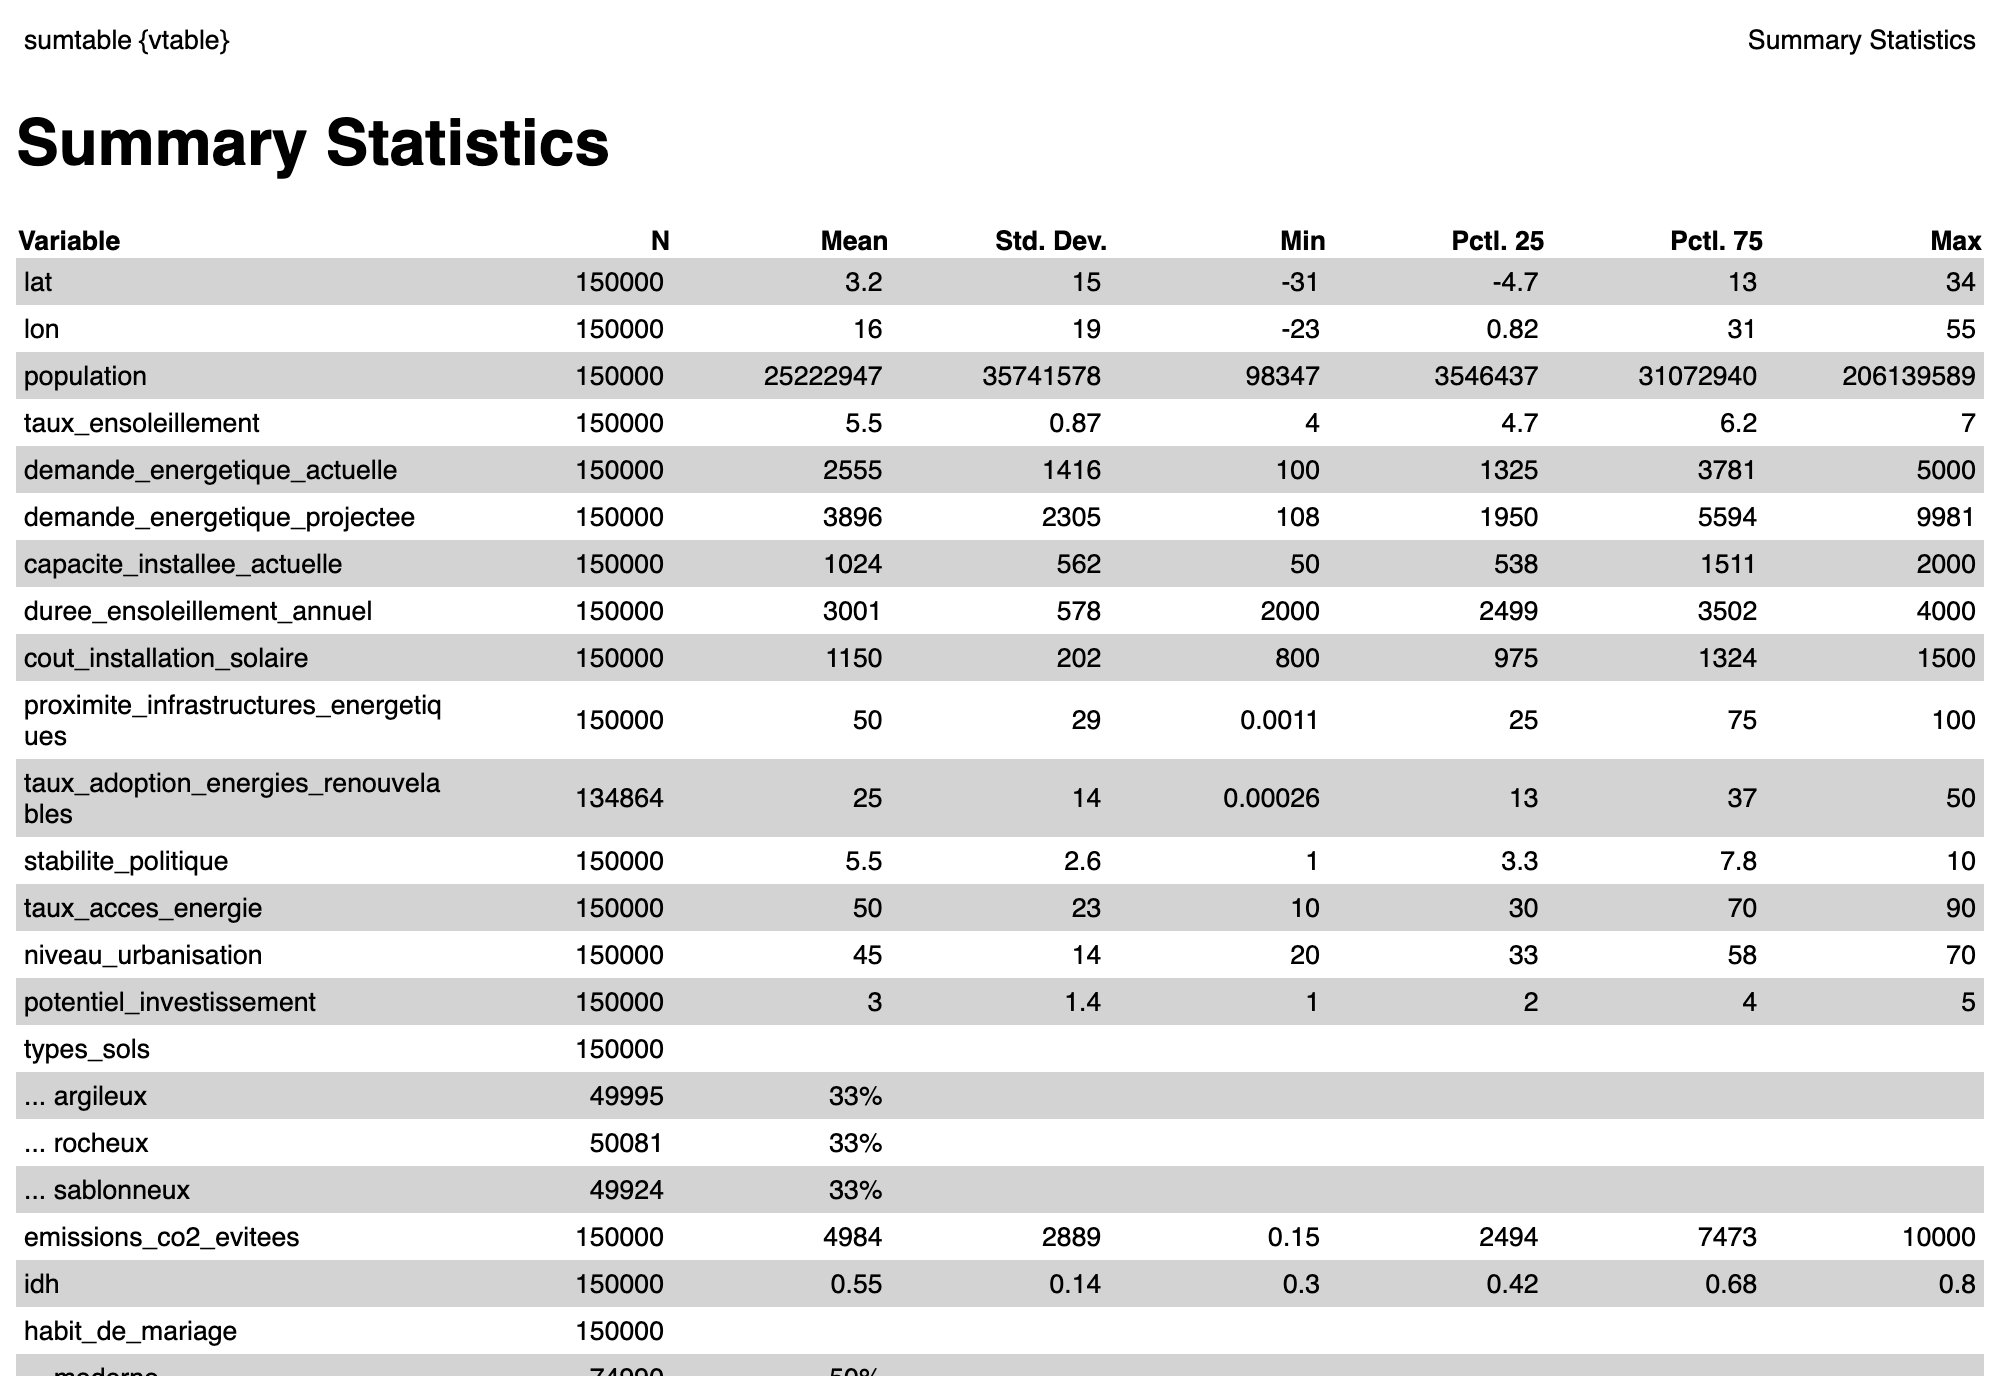 sumtable {vtable} Summary Statistics
Summary Statistics
Variable N Mean Std. Dev. Min Pctl. 25 Pctl. 75 Max
lat 150000 3.2 15 -31 -4.7 13 34
lon 150000 16 19 -23 0.82 31 55
population 150000 25222947 35741578 98347 3546437 31072940 206139589
taux_ensoleillement 150000 5.5 0.87 4 4.7 6.2 7
demande_energetique_actuelle 150000 2555 1416 100 1325 3781 5000
demande_energetique_projectee 150000 3896 2305 108 1950 5594 9981
capacite_installee_actuelle 150000 1024 562 50 538 1511 2000
duree_ensoleillement_annuel 150000 3001 578 2000 2499 3502 4000
cout_installation_solaire 150000 1150 202 800 975 1324 1500
proximite_infrastructures_energetiq
ues 150000 50 29 0.0011 25 75 100
taux_adoption_energies_renouvela
bles 134864 25 14 0.00026 13 37 50
stabilite_politique 150000 5.5 2.6 1 3.3 7.8 10
taux_acces_energie 150000 50 23 10 30 70 90
niveau_urbanisation 150000 45 14 20 33 58 70
potentiel_investissement 150000 3 1.4 1 2 4 5
types_sols 150000
... argileux 49995 33%
... rocheux 50081 33%
... sablonneux 49924 33%
emissions_co2_evitees 150000 4984 2889 0.15 2494 7473 10000
idh 150000 0.55 0.14 0.3 0.42 0.68 0.8
habit_de_mariage 150000
... moderne 74990 50%